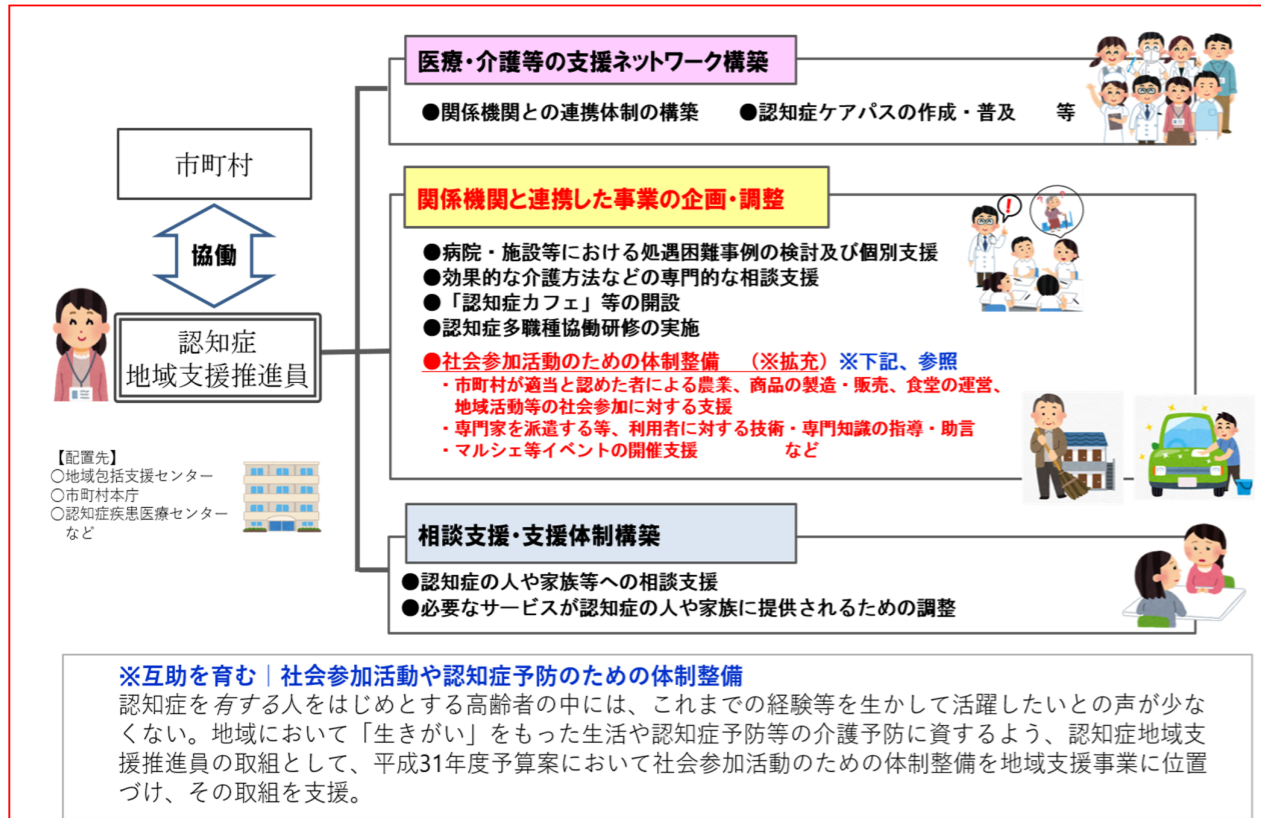 医療・介護等の支援ネットワーク構築
●関係機関との連携体制の構築 ●認知症ケアパスの作成・普及 等
市町村
協働
認知症
地域支援推進員
【配置先】
○地域包括支援センター
○市町村本庁
○認知症疾患医療センター
など
関係機関と連携した事業の企画・調整
●病院・施設等における処遇困難事例の検討及び個別支援
●効果的な介護方法などの専門的な相談支援
●「認知症カフェ」等の開設
●認知症多職種協働研修の実施
●社会参加活動のための体制整備 (※拡充)※下記、参照
・市町村が適当と認めた者による農業、商品の製造・販売、食堂の運営、
地域活動等の社会参加に対する支援
・専門家を派遣する等、利用者に対する技術・専門知識の指導・助言
・マルシェ等イベントの開催支援 など
!
相談支援・支援体制構築
●認知症の人や家族等への相談支援
●必要なサービスが認知症の人や家族に提供されるための調整
※互助を育む|社会参加活動や認知症予防のための体制整備
認知症を有する人をはじめとする高齢者の中には、これまでの経験等を生かして活躍したいとの声が少な
くない。地域において「生きがい」をもった生活や認知症予防等の介護予防に資するよう、認知症地域支
援推進員の取組として、平成31年度予算案において社会参加活動のための体制整備を地域支援事業に位置
づけ、その取組を支援。